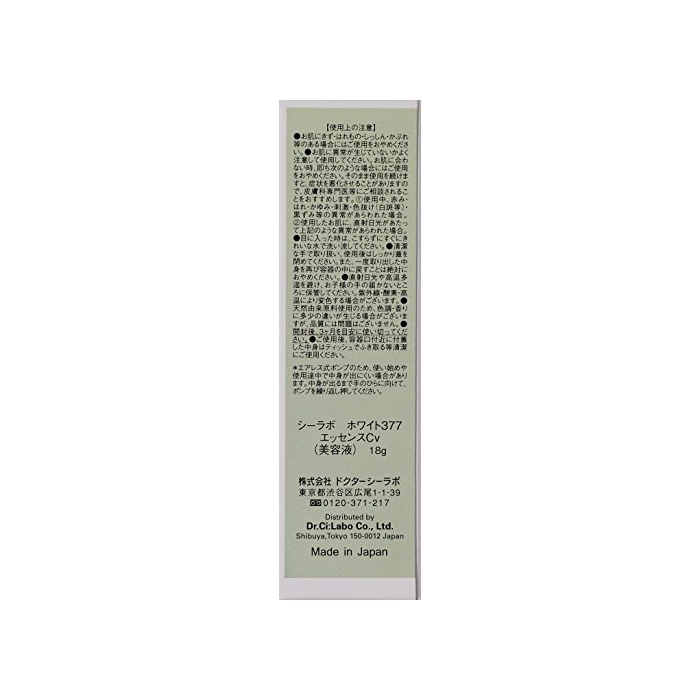 【使用上の注意】
●お肌にきず・はれもの・しっしん・かぶれ
等のある場合にはご使用をおやめくださ
い。●お肌に異常が生じていないかよく
注意して使用してください。お肌に合わ
ない時、即ち次のような場合にはご使用
をおやめください。そのまま使用を続けま
すと、症状を悪化させることがありますの
で、皮膚科専門医等にご相談されるこ
とをおすすめします。①使用中、赤み・
はれ・かゆみ・刺激・色抜け(白斑等)・
黒ずみ等の異常があらわれた場合。
②使用したお肌に、直射日光があたっ
て上記のような異常があらわれた場合。
●目に入った時は、こすらずにすぐにき
れいな水で洗い流してください。●清潔
な手で取り扱い、使用後はしっかり蓋を
閉めてください。また、一度取り出した中
身を再び容器の中に戻すことは絶対に
おやめください。●直射日光や高温多
湿を避け、お子様の手の届かないところ
に保管してください。紫外線・酸素・高
温により変色する場合がございます。●
天然由来原料使用のため、色調・香り
に多少の違いが生じる場合がございま
すが、品質には問題はございません。●
開封後、3ヶ月を目安に使い切ってくだ
さい。●ご使用後、容器口付近に付着
した中身はティッシュでふき取る等清潔
にご使用ください。
*エアレス式ポンプのため、使い始めや
使用途中で中身が出にくい場合があり
ます。中身が出るまで手のひらに向けて、
ポンプを繰り返し押してください。
シーラボ ホワイト377
エッセンスCv
(美容液) 18g
株式会社 ドクターシーラボ
東京都渋谷区広尾1-1-39
0120-371-217
Distributed by
Dr.Ci:Labo Co., Ltd.
Shibuya,Tokyo 150-0012 Japan
Made in Japan